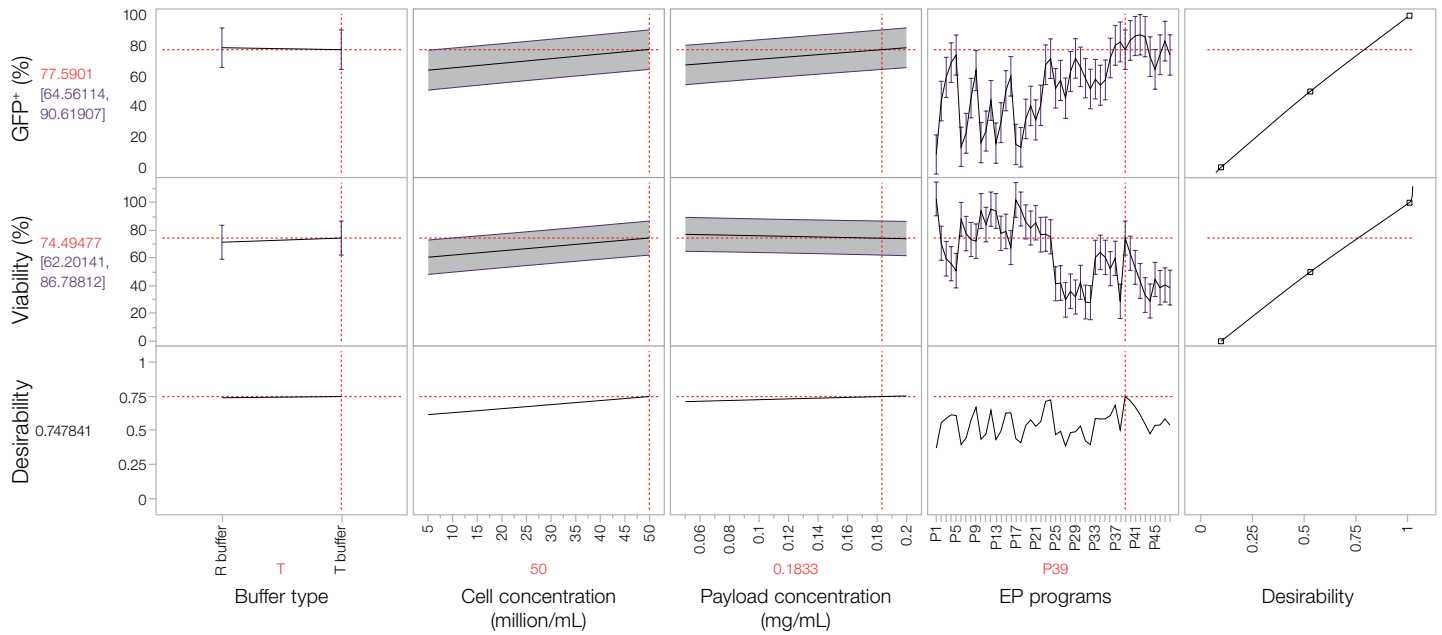 GFP⁺ (%)
77.5901
[64.56114,
90.61907]
100
80
60
40
20
0
Viability (%)
74.49477
[62.20141,
86.78812]
100
80
60
40
20
0
Desirability
0.747841
1
0.75
0.5
0.25
0
R buffer
T buffer
T
Buffer type
5
10
15
20
25
30
35
40
45
50
50
Cell concentration
(million/mL)
0.06
0.08
0.1
0.12
0.14
0.16
0.18
0.2
0.1833
Payload concentration
(mg/mL)
P1
P5
P9
P13
P17
P21
P25
P29
P33
P37
P41
P45
P39
EP programs
0
0.25
0.5
0.75
1
Desirability